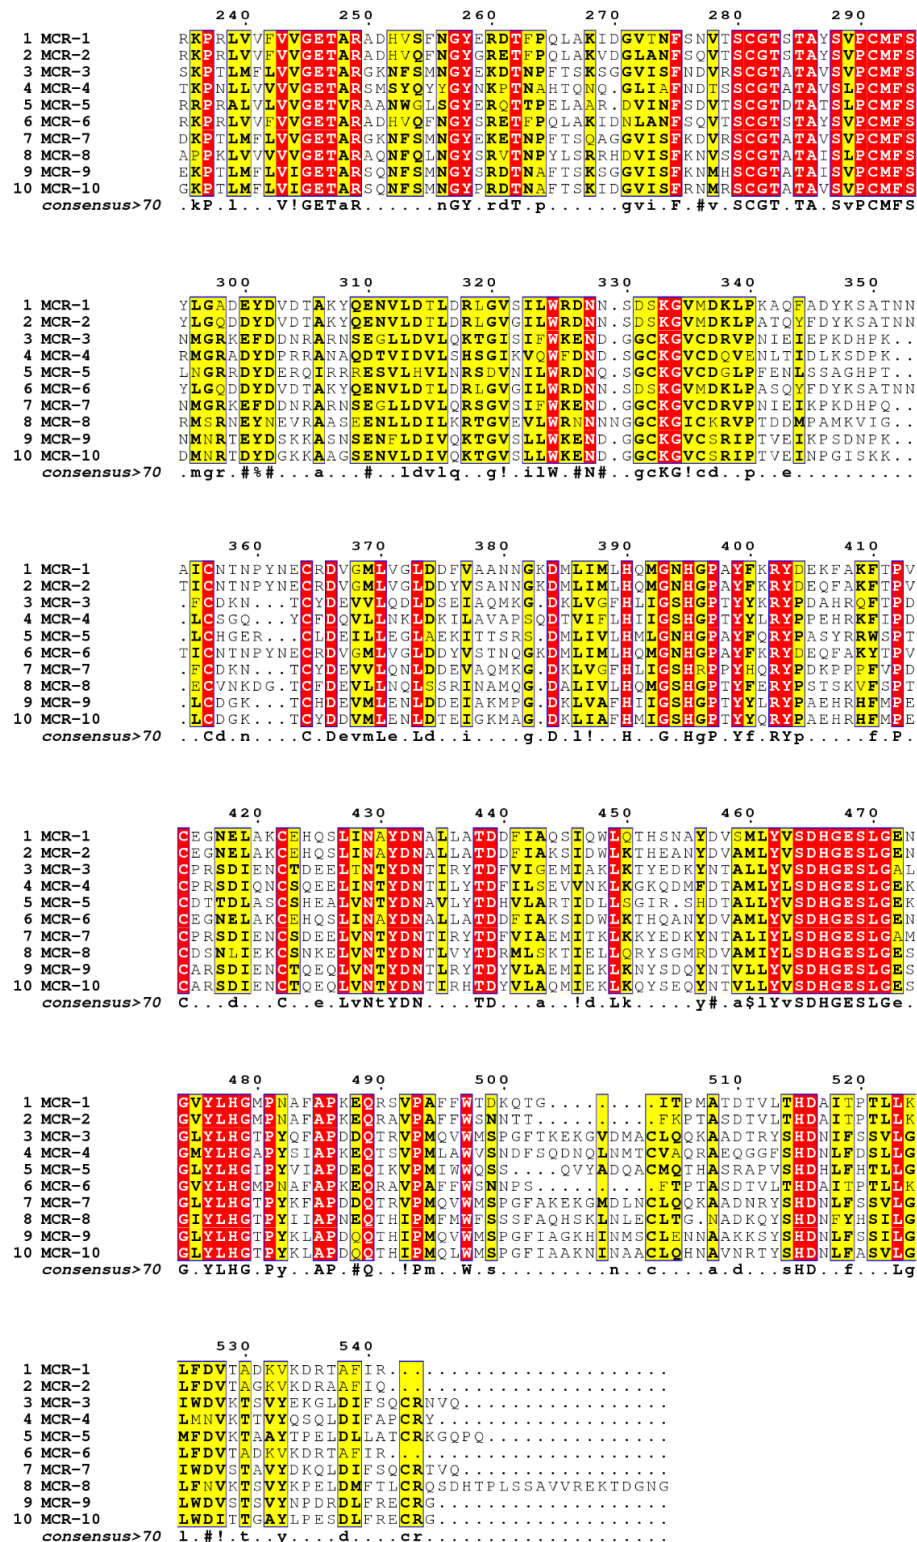 240 250 260 270 280 290
1 MCR-1 RKPRLVVFVVGETARADHVSFNGYERDTFPQLAKIDGVTNFSNVTSCGTSTAYSVPCMFS
2 MCR-2 RKPRLVVFVVGETARADHVQFNGYGRETFPQLAKVDGLANFSQVTSCGTSTAYSVPCMFS
3 MCR-3 SKPTLMFLVVGETARGKNFSMNGYEKDTNPFTSKSGGVISFNDVRSCGTATAVSVPCMFS
4 MCR-4 TKPNLLVVVVGETARSMSYQYYGYNKPTNAHTQNQ.GLIAFNDTSSCGTATAVSLPCMFS
5 MCR-5 RRPRALVLVVGETVRAANWGLSGYERQTTPELAAR.DVINFSDVTSCGTDTATSLPCMFS
6 MCR-6 RKPRLVVFVVGETARADHVQFNGYSRETFPQLAKIDNLANFSQVTSCGTSTAYSVPCMFS
7 MCR-7 DKPTLMFLVVGETARGKNFSMNGYEKETNPFTSQAGGVISFKDVRSCGTATAVSVPCMFS
8 MCR-8 APPKLVVVVVGETARAQNFQLNGYSRVTNPYLSRRHDVISFKNVSSCGTATAISLPCMFS
9 MCR-9 EKPTLMFLVIGETARSQNFSMNGYSRDTNAFTSKSGGVISFKNMHSCGTATAISVPCMFS
10 MCR-10 GKPTLMFLVIGETARSQNFSMNGYPRDTNAFTSKIDGVISFRNMRSCGTATAVSVPCMFS
consensus>70 .kP.l...V!GETaR......nGY.rdT.p.......gvi.F.#v.SCGT.TA.SvPCMFS
300 310 320 330 340 350
1 MCR-1 YLGADEYDVDTAKYQENVLDTLDRLGVSILWRDNN.SDSKGVMDKLPKAQFADYKSATNN
2 MCR-2 YLGQDDYDVDTAKYQENVLDTLDRLGVGILWRDNN.SDSKGVMDKLPATQYFDYKSATNN
3 MCR-3 NMGRKEFDDNRARNSEGLLDVLQKTGISIFWKEND.GGCKGVCDRVPNIEIEPKDHPK..
4 MCR-4 RMGRADYDPRRANAQDTVIDVLSHSGIKVQWFDND.SGCKGVCDQVENLTIDLKSDPK..
5 MCR-5 LNGRRDYDERQIRRRESVLHVLNRSDVNILWRDNQ.SGCKGVCDGLPFENLSSAGHPT..
6 MCR-6 YLGQDDYDVDTAKYQENVLDTLDRLGVGILWRDNN.SDSKGVMDKLPASQYFDYKSATNN
7 MCR-7 NMGRKEFDDNRARNSEGLLDVLQRSGVSIFWKEND.GGCKGVCDRVPNIEIKPKDHPQ..
8 MCR-8 RMSRNEYNEVRAASEENLLDILKRTGVEVLWRNNNNGGCKGICKRVPTDDMPAMKVIG..
9 MCR-9 NMNRTEYDSKKASNSENFLDIVQKTGVSLLWKEND.GGCKGVCSRIPTVEIKPSDNPK..
10 MCR-10 DMNRTDYDGKKAAGSENVLDIVQKTGVSLLWKEND.GGCKGVCSRIPTVEINPGISKK..
consensus>70 .mgr.#%#...a...#..ldvlq..g!.ilW.#N#..gcKG!cd..p..e..........
360 370 380 390 400 410
1 MCR-1 AICNTNPYNECRDVGMLVGLDDFVAANNGKDMLIMLHQMGNHGPAYFKRYDEKFAKFTPV
2 MCR-2 TICNTNPYNECRDVGMLVGLDDYVSANNGKDMLIMLHQMGNHGPAYFKRYDEQFAKFTPV
3 MCR-3 .FCDKN...TCYDEVVLQDLDSEIAQMKG.DKLVGFHLIGSHGPTYYKRYPDAHRQFTPD
4 MCR-4 .LCSGQ...YCFDQVLLNKLDKILAVAPSQDTVIFLHIIGSHGPTYYLRYPPEHRKFIPD
5 MCR-5 .LCHGER...CLDEILLEGLAEKITTSRS.DMLIVLHMLGNHGPAYFQRYPASYRRWSPT
6 MCR-6 TICNTNPYNECRDVGMLVGLDDYVSTNQGKDMLIMLHQMGNHGPAYFKRYDEQFAKYTPV
7 MCR-7 .FCDKN...TCYDEVVLQNLDDEVAQMKG.DKLVGFHLIGSHRPPYHQRYPDKPPPFVPD
8 MCR-8 .ECVNKDG.TCFDEVLLNQLSSRINAMQG.DALIVLHQMGSHGPTYFERYPSTSKVFSPT
9 MCR-9 .LCDGK...TCHDEVMLENLDDEIAKMPG.DKLVAFHIIGSHGPTYYLRYPAEHRHFMPE
10 MCR-10 .LCDGK...TCYDDVMLENLDTEIGKMAG.DKLIAFHMIGSHGPTYYQRYPAEHRHFMPE
consensus>70 ..Cd.n....C.DevmLe.Ld..i.....g.D.l!..H..G.HgP.Yf.RYp.....f.P.
420 430 440 450 460 470
1 MCR-1 CEGNELAKCEHQSLINAYDNALLATDDFIAQSIQWLQTHSNAYDVSMLYVSDHGESLGEN
2 MCR-2 CEGNELAKCEHQSLINAYDNALLATDDFIAKSIDWLKTHEANYDVAMLYVSDHGESLGEN
3 MCR-3 CPRSDIENCTDEELTNTYDNTIRYTDFVIGEMIAKLKTYEDKYNTALLYVSDHGESLGAL
4 MCR-4 CPRSDIQNCSQEELINTYDNTILYTDFILSEVVNKLKGKQDMFDTAMLYLSDHGESLGEK
5 MCR-5 CDTTDLASCSHEALVNTYDNAVLYTDHVLARTIDLLSGIR.SHDTAMLYVSDHGESLGEK
6 MCR-6 CEGNELAKCEHQSLINAYDNALLATDDFIAKSIDWLKTHQANYDVAMLYVSDHGESLGEN
7 MCR-7 CPRSDIENCSDEELVNTYDNTIRYTDFVIAEMITKLKKYEDKYNTALIYLSDHGESLGAM
8 MCR-8 CDSNLIEKCSNKELVNTYDNTLVYTDRMLSKTIELLQRYSGMRDVAMIYLSDHGESLGES
9 MCR-9 CARSDIENCTQEQLVNTYDNTLRYTDYVLAEMIEKLKNYSDQYNTVLLYVSDHGESLGES
10 MCR-10 CARSDIENCTQEQLVNTYDNTIRHTDYVLAQMIEKLKQYSEQYNTVLLYVSDHGESLGES
consensus>70 C...d...C..e.LvNtYDN....TD...a..!d.Lk.....y#.a$lYvSDHGESLGe.
480 490 500 510 520
1 MCR-1 GVYLHGMPNAFAPKEQRSVPAFFWTDKQTG.........ITPMATDTVLTHDAITPTLLK
2 MCR-2 GVYLHGMPNAFAPKEQRAVPAFFWSNNTT..........FKPTASDTVLTHDAITPTLLK
3 MCR-3 GLYLHGTPYQFAPDDQTRVPMQVWMSPGFTKEKGVDMACLQQKAADTRYSHDNIFSSVLG
4 MCR-4 GMYLHGAPYSIAPKEQTSVPMLAWVSNDFSQDNQLNMTCVAQRAEQGGFSHDNLFDSLLG
5 MCR-5 GLYLHGIPYVIAPDEQIKVPMIWWQSS....QVYADQACMQTHASRAPVSHDHLFHTLLG
6 MCR-6 GVYLHGMPNAFAPKEQRAVPAFFWSNNPS..........FTPTASDTVLTHDAITPTLLK
7 MCR-7 GLYLHGTPYKFAPDDQTRVPMQVWMSPGFAKEKGMDLNCLQQKAADNRYSHDNLFSSVLG
8 MCR-8 GIYLHGTPYIIAPNEQTHIPMFMWFSSSFAQHSKLNLECLTG.NADKQYSHDNFYHSILG
9 MCR-9 GLYLHGTPYKLAPDQQTHIPMQVWMSPGFIAGKHINMSCLENNAAKKSYSHDNLFSSILG
10 MCR-10 GLYLHGTPYKLAPDQQTHIPMQLWMSPGFIAAKNINAACLQHNAVNRTYSHDNLFASVLG
consensus>70 G.YLHG.Py..AP.#Q..!Pm..W.s.........n..c...a..d...sHD..f...Lg
530 540
1 MCR-1 LFDVTADKVKDRTAFIR.......................
2 MCR-2 LFDVTAGKVKDRAAFIQ.......................
3 MCR-3 IWDVKTSVYEKGLDIFSQCRNVQ.................
4 MCR-4 LMNVKTTVYQSQLDIFAPCRY...................
5 MCR-5 MFDVKTAAYTPELDLLATCRKGQPQ...............
6 MCR-6 LFDVTADKVKDRTAFIR.......................
7 MCR-7 IWDVSTAVYDKQLDIFSQCRTVQ.................
8 MCR-8 LFNVKTSVYKPELDMFTLCRQSDHTPLSSAVVREKTDGNG
9 MCR-9 LWDVSTSVYNPDRDLFRECRG...................
10 MCR-10 LWDITTGAYLPESDLFRECRG...................
consensus>70 l.#!.t..y....d....cr....................